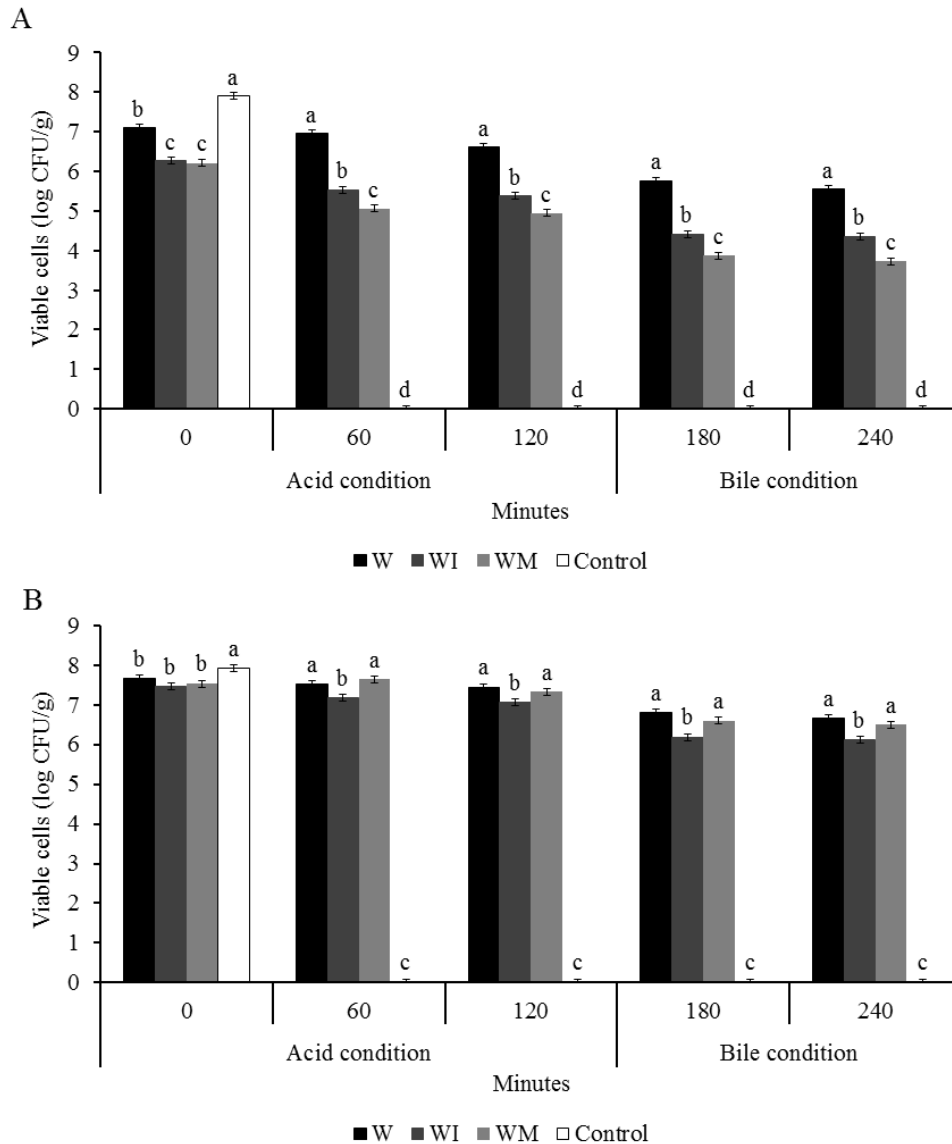 A
Viable cells (log CFU/g)
9
8
7
6
5
4
3
2
1
0
b c c a
a b c d
a b c d
a b c d
a b c d
0 60 120 180 240
Acid condition Bile condition
Minutes
W WI WM Control
B
Viable cells (log CFU/g)
9
8
7
6
5
4
3
2
1
0
b b b a
a b a c
a b a c
a b a c
a b a c
0 60 120 180 240
Acid condition Bile condition
Minutes
W WI WM Control